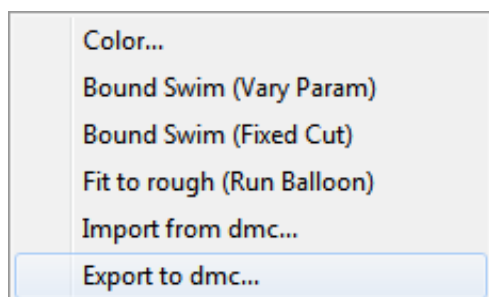 Color...
Bound Swim (Vary Param)
Bound Swim (Fixed Cut)
Fit to rough (Run Balloon)
Import from dmc...
Export to dmc...